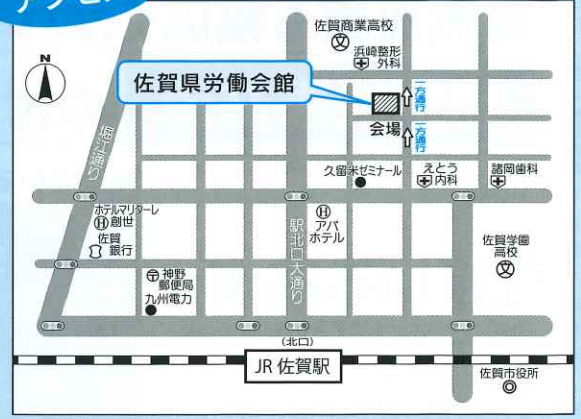 アクセス
佐賀商業高校
文
浜崎整形
外科
N
佐賀県労働会館
一方通行
会場
一方通行
堀江通り
久留米ゼミナール
えとう
内科
諸岡歯科
ホテルマリターレ
H 創世
佐賀
銀行
H
アパ
ホテル
駅北口大通り
佐賀学園
高校
文
神野
郵便局
九州電力
(北口)
JR 佐賀駅
佐賀市役所